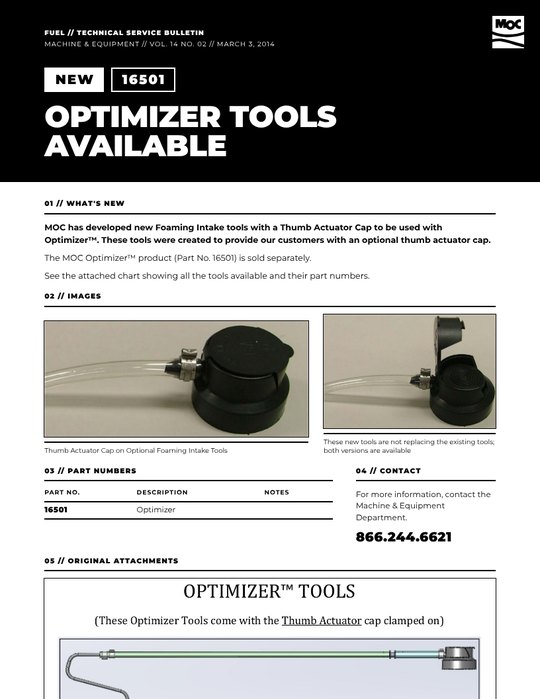 FUEL // TECHNICAL SERVICE BULLETIN
MACHINE & EQUIPMENT // VOL. 14 NO. 02 // MARCH 3, 2014
MOC
NEW
16501
OPTIMIZER TOOLS
AVAILABLE
01 // WHAT'S NEW
MOC has developed new Foaming Intake tools with a Thumb Actuator Cap to be used with
Optimizer™. These tools were created to provide our customers with an optional thumb actuator cap.
The MOC Optimizer™ product (Part No. 16501) is sold separately.
See the attached chart showing all the tools available and their part numbers.
02 // IMAGES
Thumb Actuator Cap on Optional Foaming Intake Tools
These new tools are not replacing the existing tools;
both versions are available
03 // PART NUMBERS
PART NO. DESCRIPTION NOTES
16501 Optimizer
04 // CONTACT
For more information, contact the
Machine & Equipment
Department.
866.244.6621
05 // ORIGINAL ATTACHMENTS
OPTIMIZER™ TOOLS
(These Optimizer Tools come with the Thumb Actuator cap clamped on)